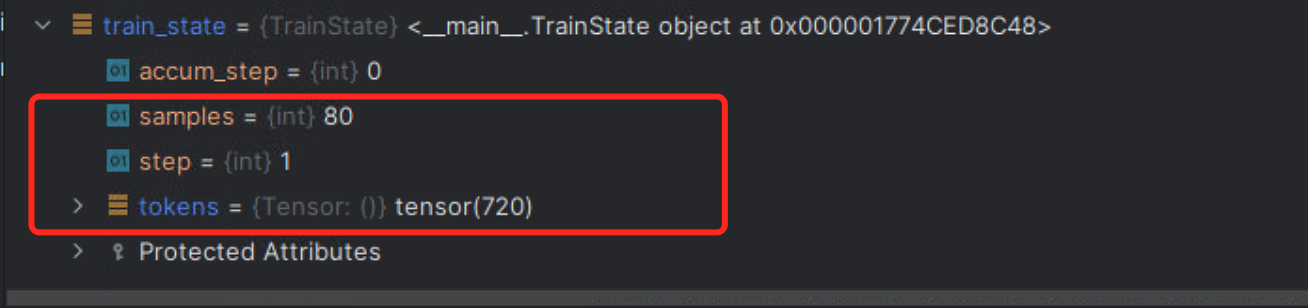 train_state = {TrainState} <__main__.TrainState object at 0x000001774CED8C48>
01 accum_step = {int} 0
01 samples = {int} 80
01 step = {int} 1
tokens = {Tensor: ()} tensor(720)
Protected Attributes